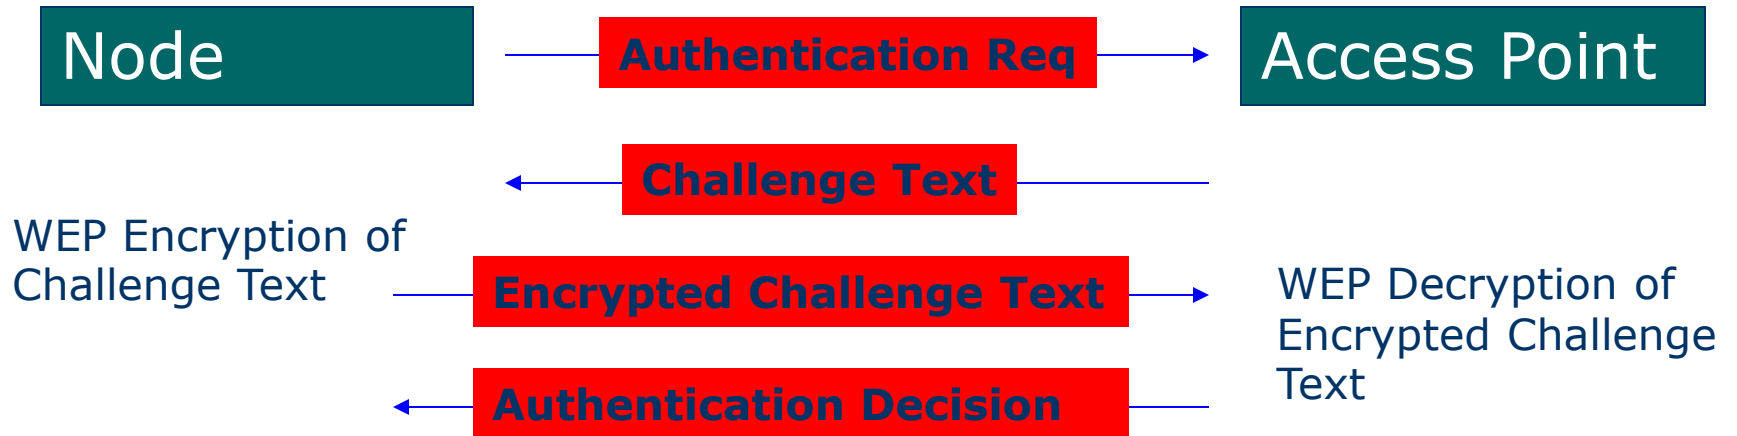 Node
Authentication Req
Access Point
Challenge Text
WEP Encryption of
Challenge Text
Encrypted Challenge Text
WEP Decryption of
Encrypted Challenge
Text
Authentication Decision